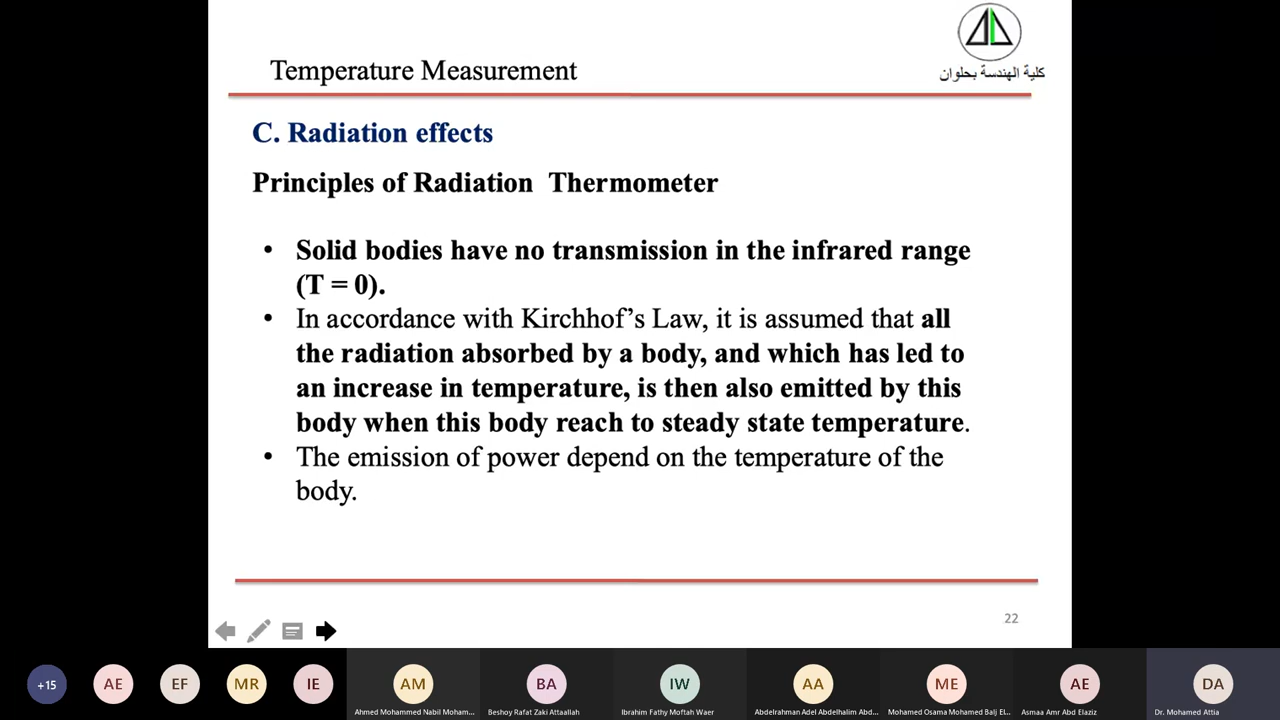 كلية الهندسة بحلوان
Temperature Measurement
C. Radiation effects
Principles of Radiation Thermometer
• Solid bodies have no transmission in the infrared range
(T = 0).
• In accordance with Kirchhof's Law, it is assumed that all
the radiation absorbed by a body, and which has led to
an increase in temperature, is then also emitted by this
body when this body reach to steady state temperature.
• The emission of power depend on the temperature of the
body.
22
+15 AE EF MR IE AM BA IW AA ME AE DA
Ahmed Mohammed Nabil Moham... Beshoy Rafat Zaki Attaallah Ibrahim Fathy Moftah Waer Abdelrahman Adel Abdelhalim Abd... Mohamed Osama Mohamed Balj El... Asmaa Amr Abd Elaziz Dr. Mohamed Attia